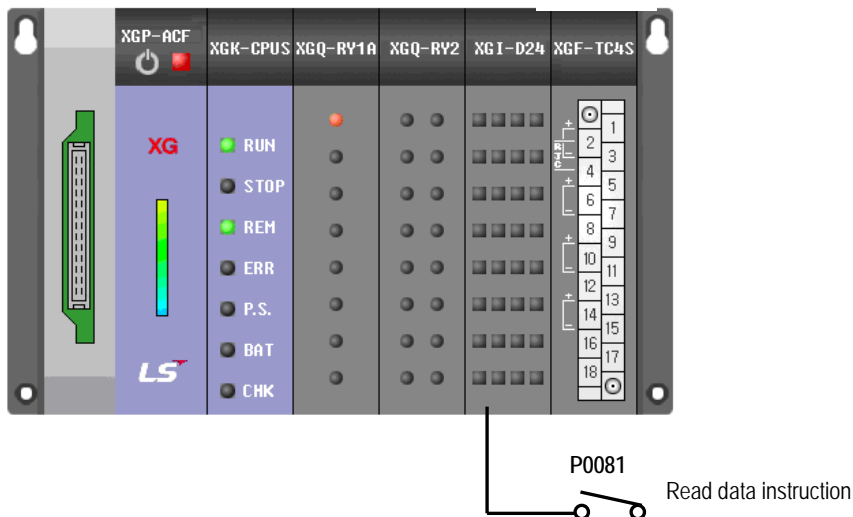 XGP-ACF
XGK-CPUS
XGQ-RY1A
XGQ-RY2
XGI-D24
XGF-TC4S
XG
RUN
STOP
REM
ERR
P.S.
BAT
CHK
LS
+
R
T
C
-
+
-
+
-
+
-
1
2
3
4
5
6
7
8
9
10
11
12
13
14
15
16
17
18
P0081
Read data instruction